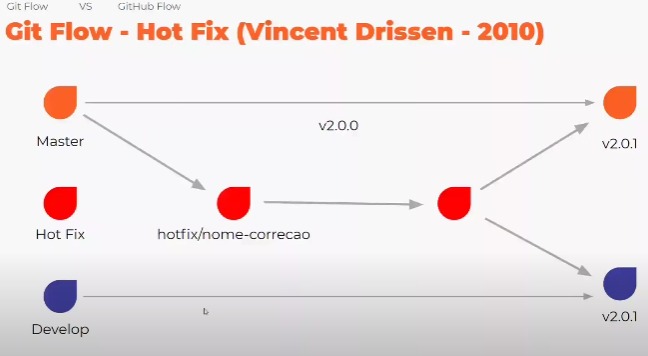 Git Flow VS GitHub Flow
Git Flow - Hot Fix (Vincent Drissen - 2010)
v2.0.0
Master
v2.0.1
Hot Fix
hotfix/nome-correcao
Develop
v2.0.1